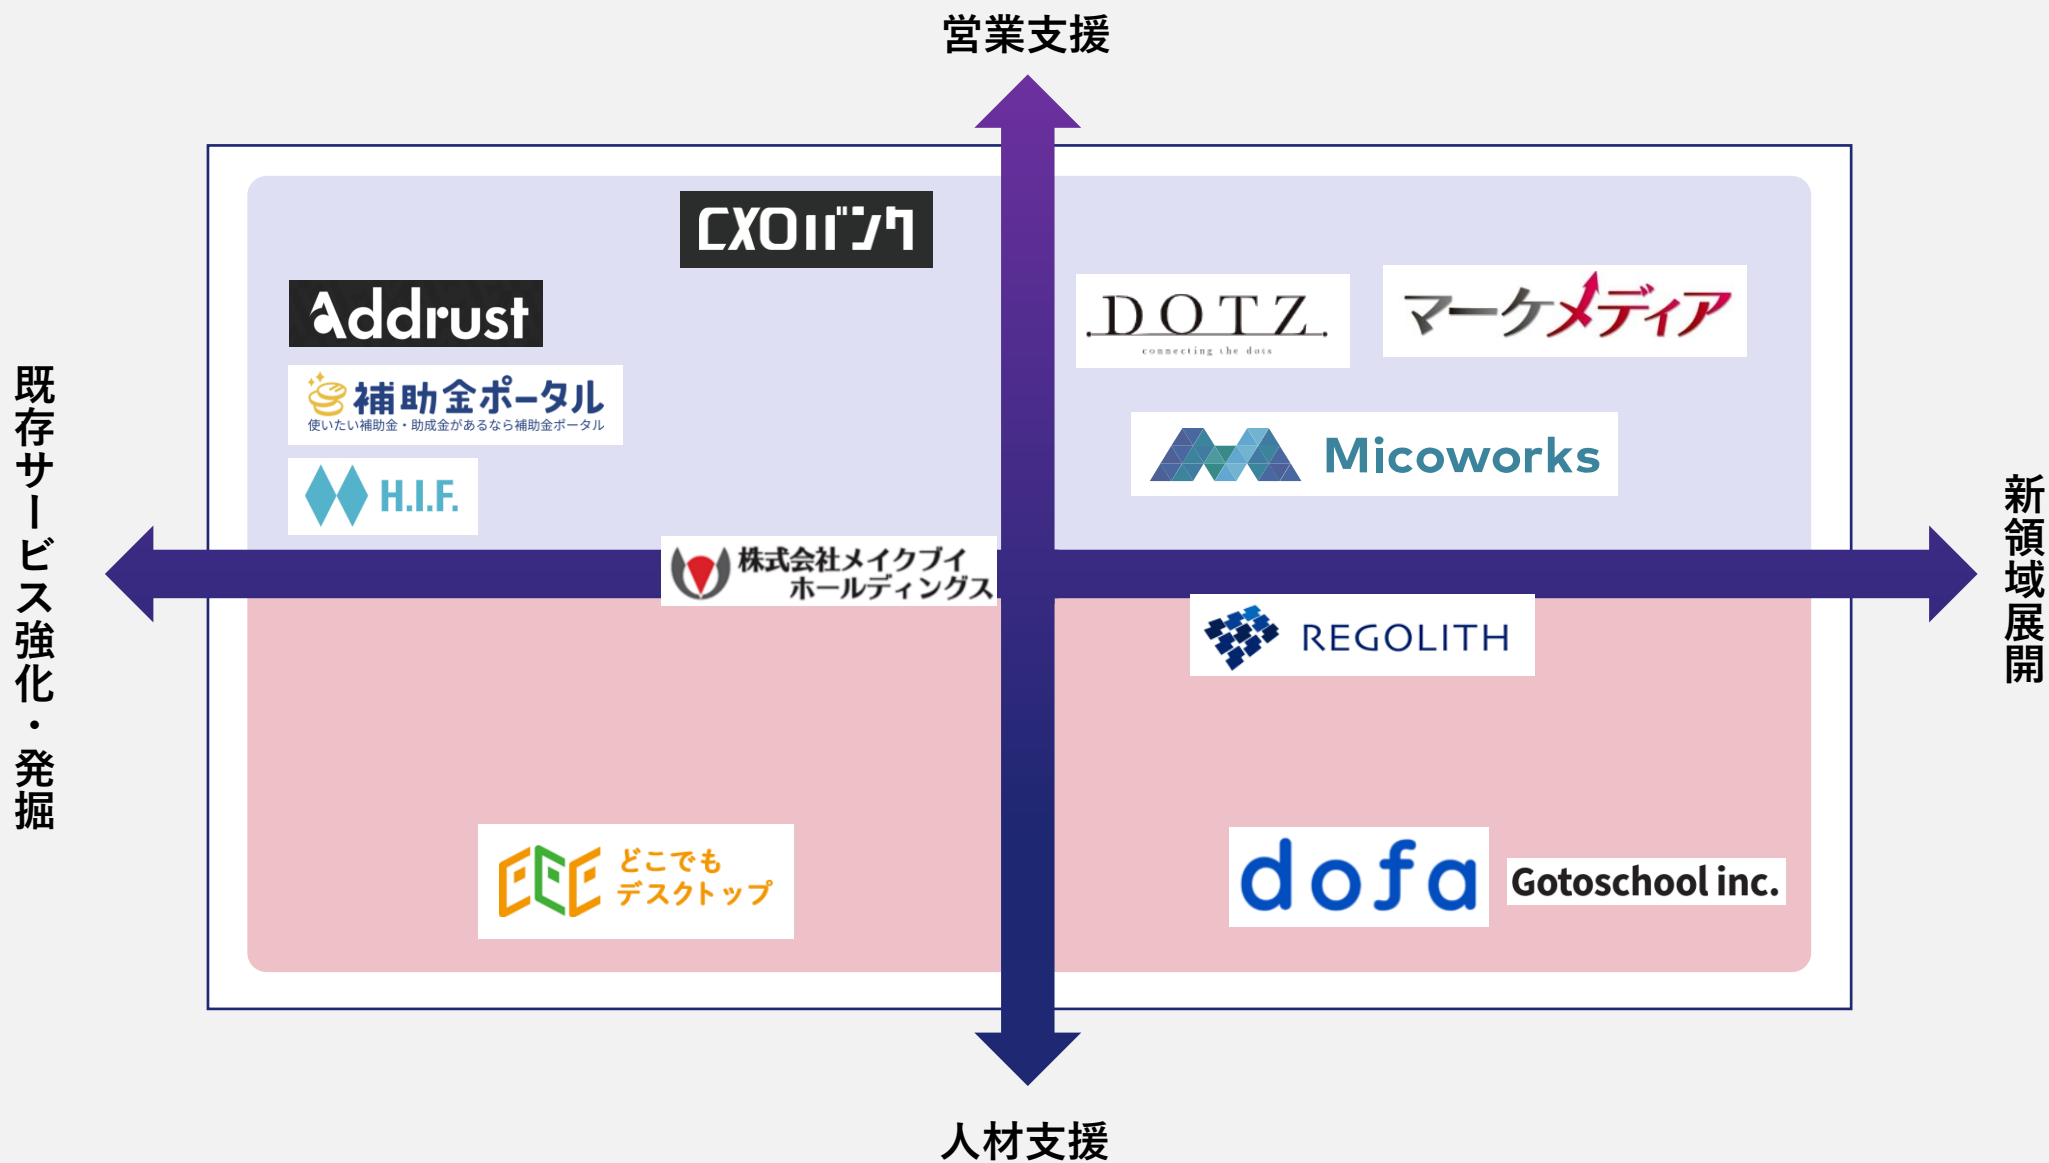 営業支援
CXOバンク
Addrust
DOTZ
connecting the dots
マーケメディア
補助金ポータル
使いたい補助金・助成金があるなら補助金ポータル
Micoworks
H.I.F.
既存サービス強化・発掘
新領域展開
株式会社メイクブイ
ホールディングス
REGOLITH
どこでも
デスクトップ
dofa
Gotoschool inc.
人材支援